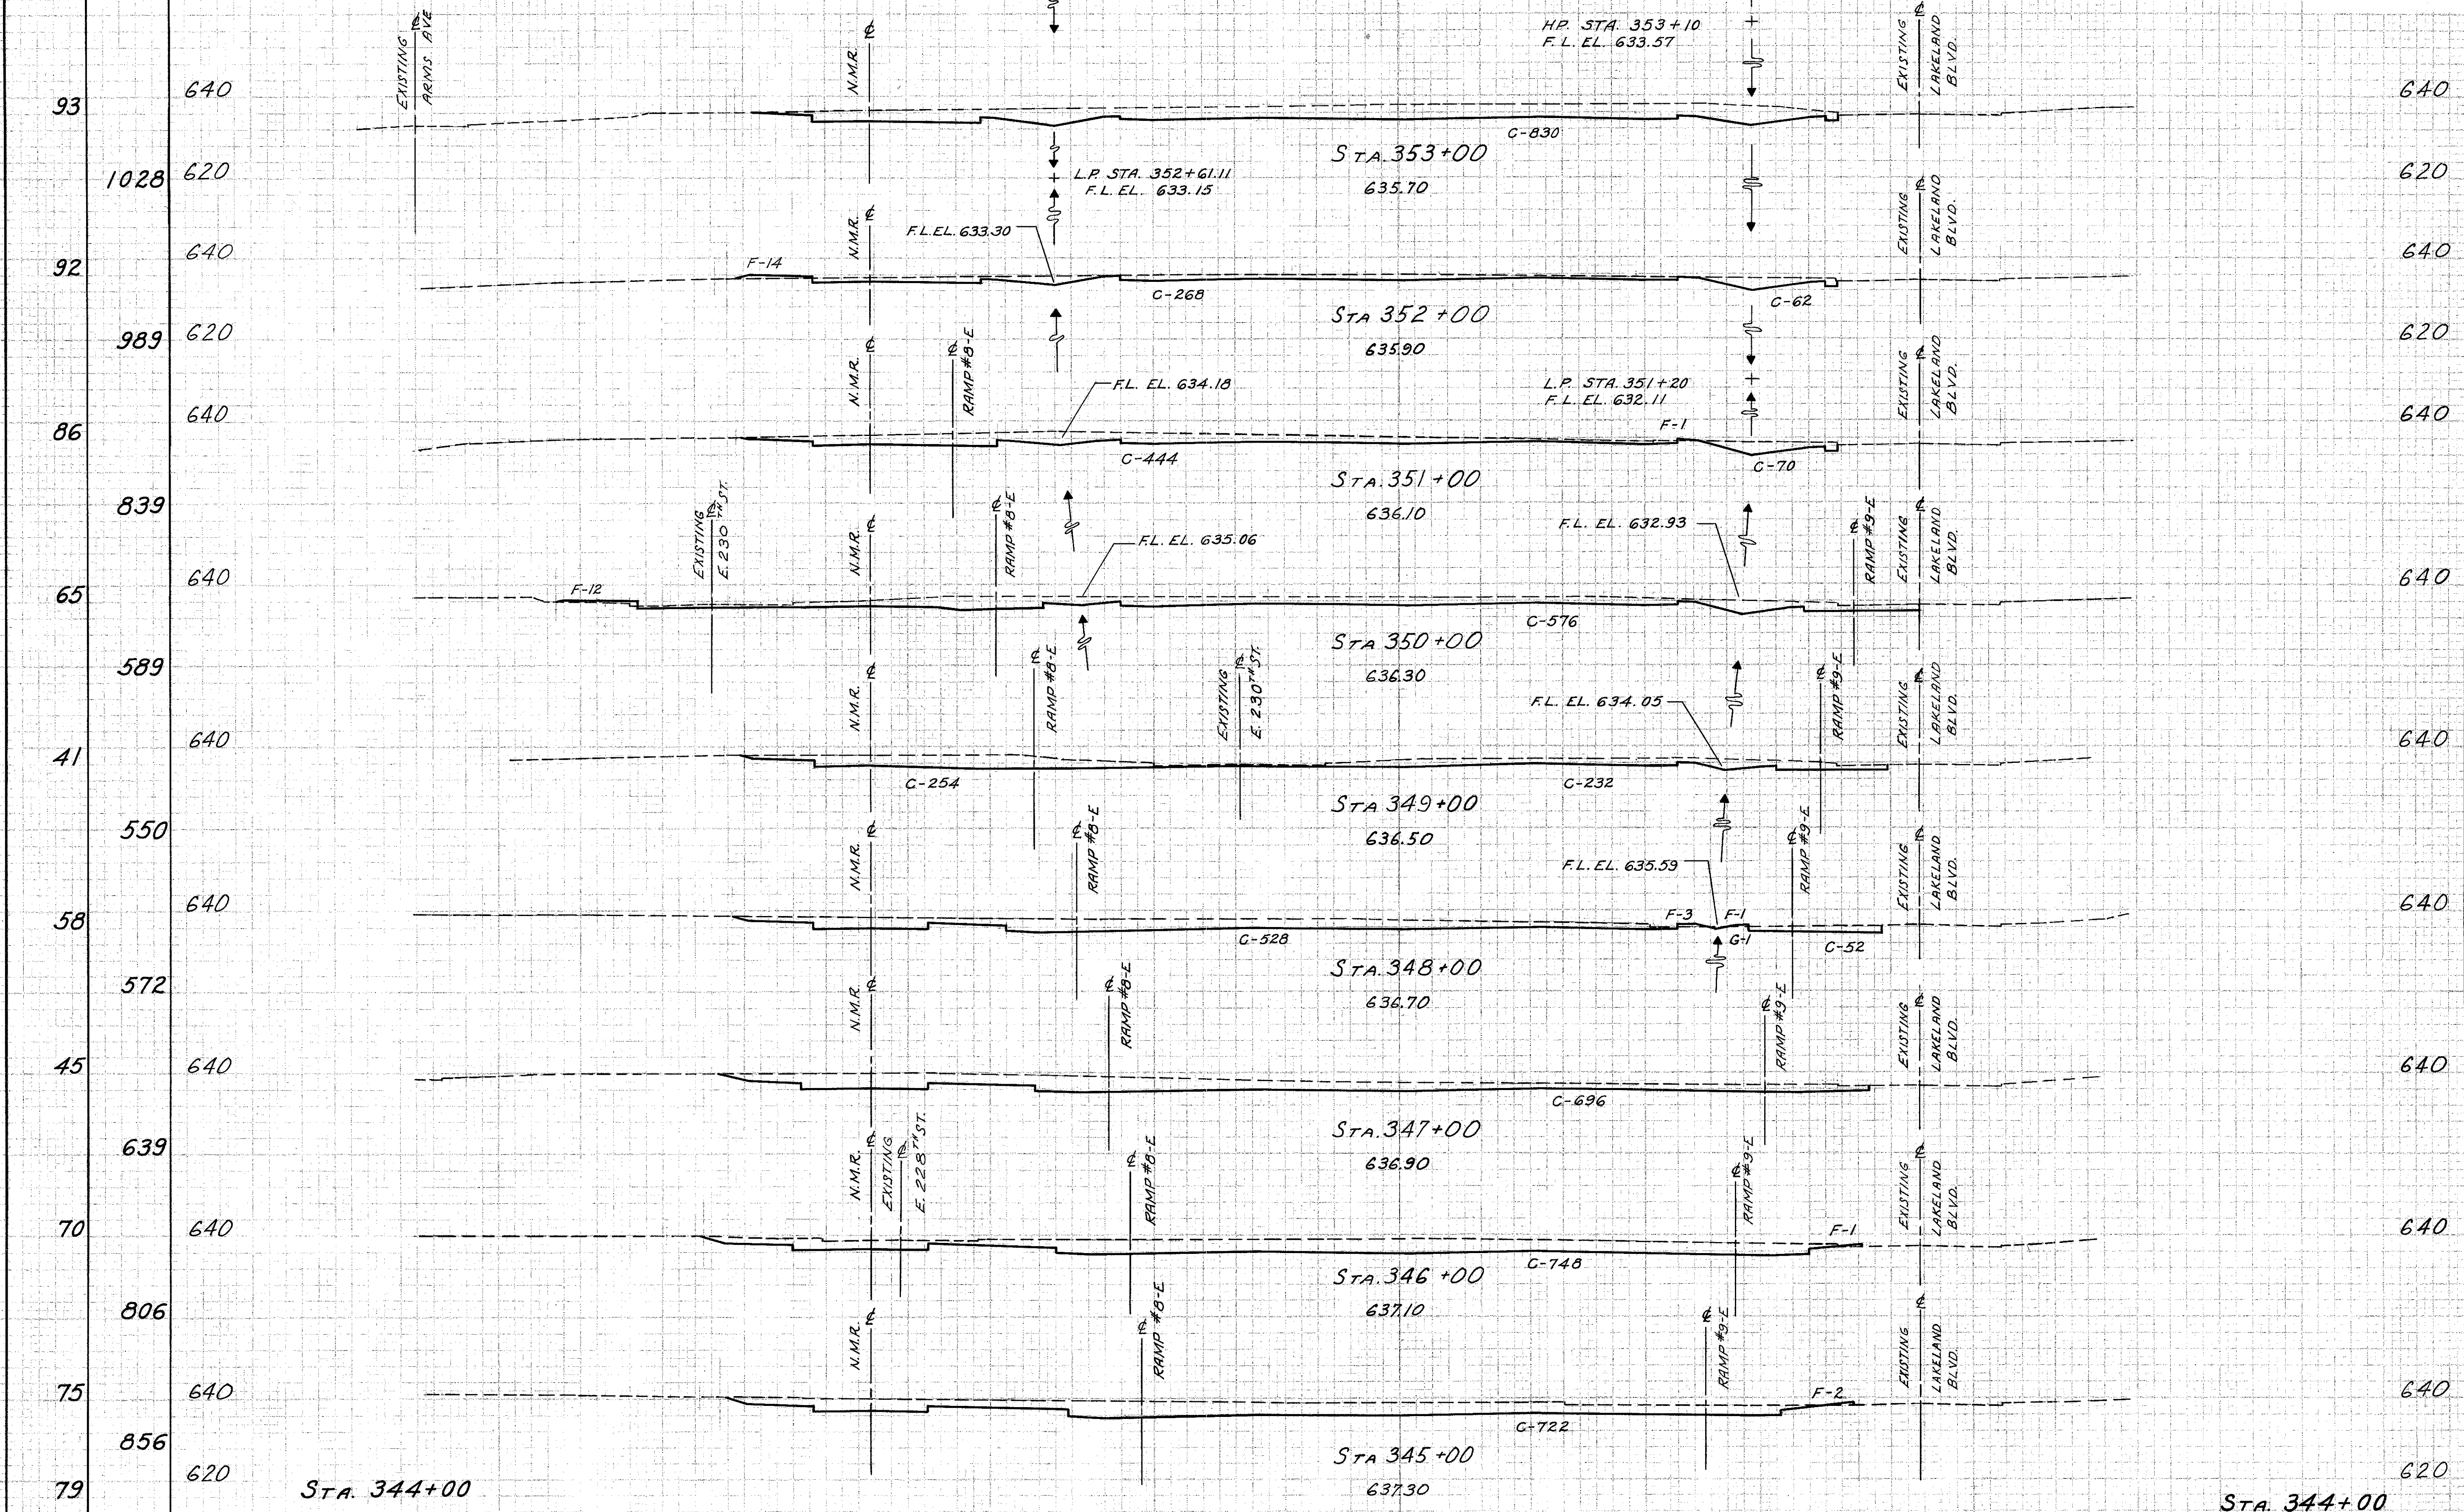 EXISTING
ARMS AVE
N.M.R.
H.P. STA. 353+10
F.L. EL. 633.57
EXISTING
LAKELAND
BLVD.
93
640
640
C-830
STA. 353+00
635.70
1028
620
620
L.P. STA. 352+61.11
F.L. EL. 633.15
N.M.R.
F.L. EL. 633.30
EXISTING
LAKELAND
BLVD.
92
640
640
F-14
C-268
C-62
STA 352+00
635.90
989
620
620
N.M.R.
RAMP #8-E
F.L. EL. 634.18
L.P. STA. 351+20
F.L. EL. 632.11
EXISTING
LAKELAND
BLVD.
86
640
640
F-1
C-444
C-70
STA. 351+00
636.10
839
EXISTING
E. 230TH ST.
N.M.R.
RAMP #8-E
F.L. EL. 635.06
F.L. EL. 632.93
RAMP #9-E
EXISTING
LAKELAND
BLVD.
65
640
640
F-12
C-576
STA 350+00
636.30
589
N.M.R.
RAMP #8-E
EXISTING
E. 230TH ST.
F.L. EL. 634.05
RAMP #9-E
EXISTING
LAKELAND
BLVD.
41
640
640
C-254
C-232
STA 349+00
636.50
550
N.M.R.
RAMP #8-E
F.L. EL. 635.59
RAMP #9-E
EXISTING
LAKELAND
BLVD.
58
640
640
F-3
F-1
C-528
G-1
C-52
STA. 348+00
636.70
572
N.M.R.
RAMP #8-E
RAMP #9-E
EXISTING
LAKELAND
BLVD.
45
640
640
C-696
STA. 347+00
636.90
639
N.M.R.
EXISTING
E. 228TH ST.
RAMP #8-E
RAMP #9-E
EXISTING
LAKELAND
BLVD.
70
640
640
F-1
C-748
STA. 346+00
637.10
806
N.M.R.
RAMP #8-E
RAMP #9-E
EXISTING
LAKELAND
BLVD.
75
640
640
F-2
C-722
856
STA 345+00
637.30
620
620
79
STA. 344+00
STA. 344+00